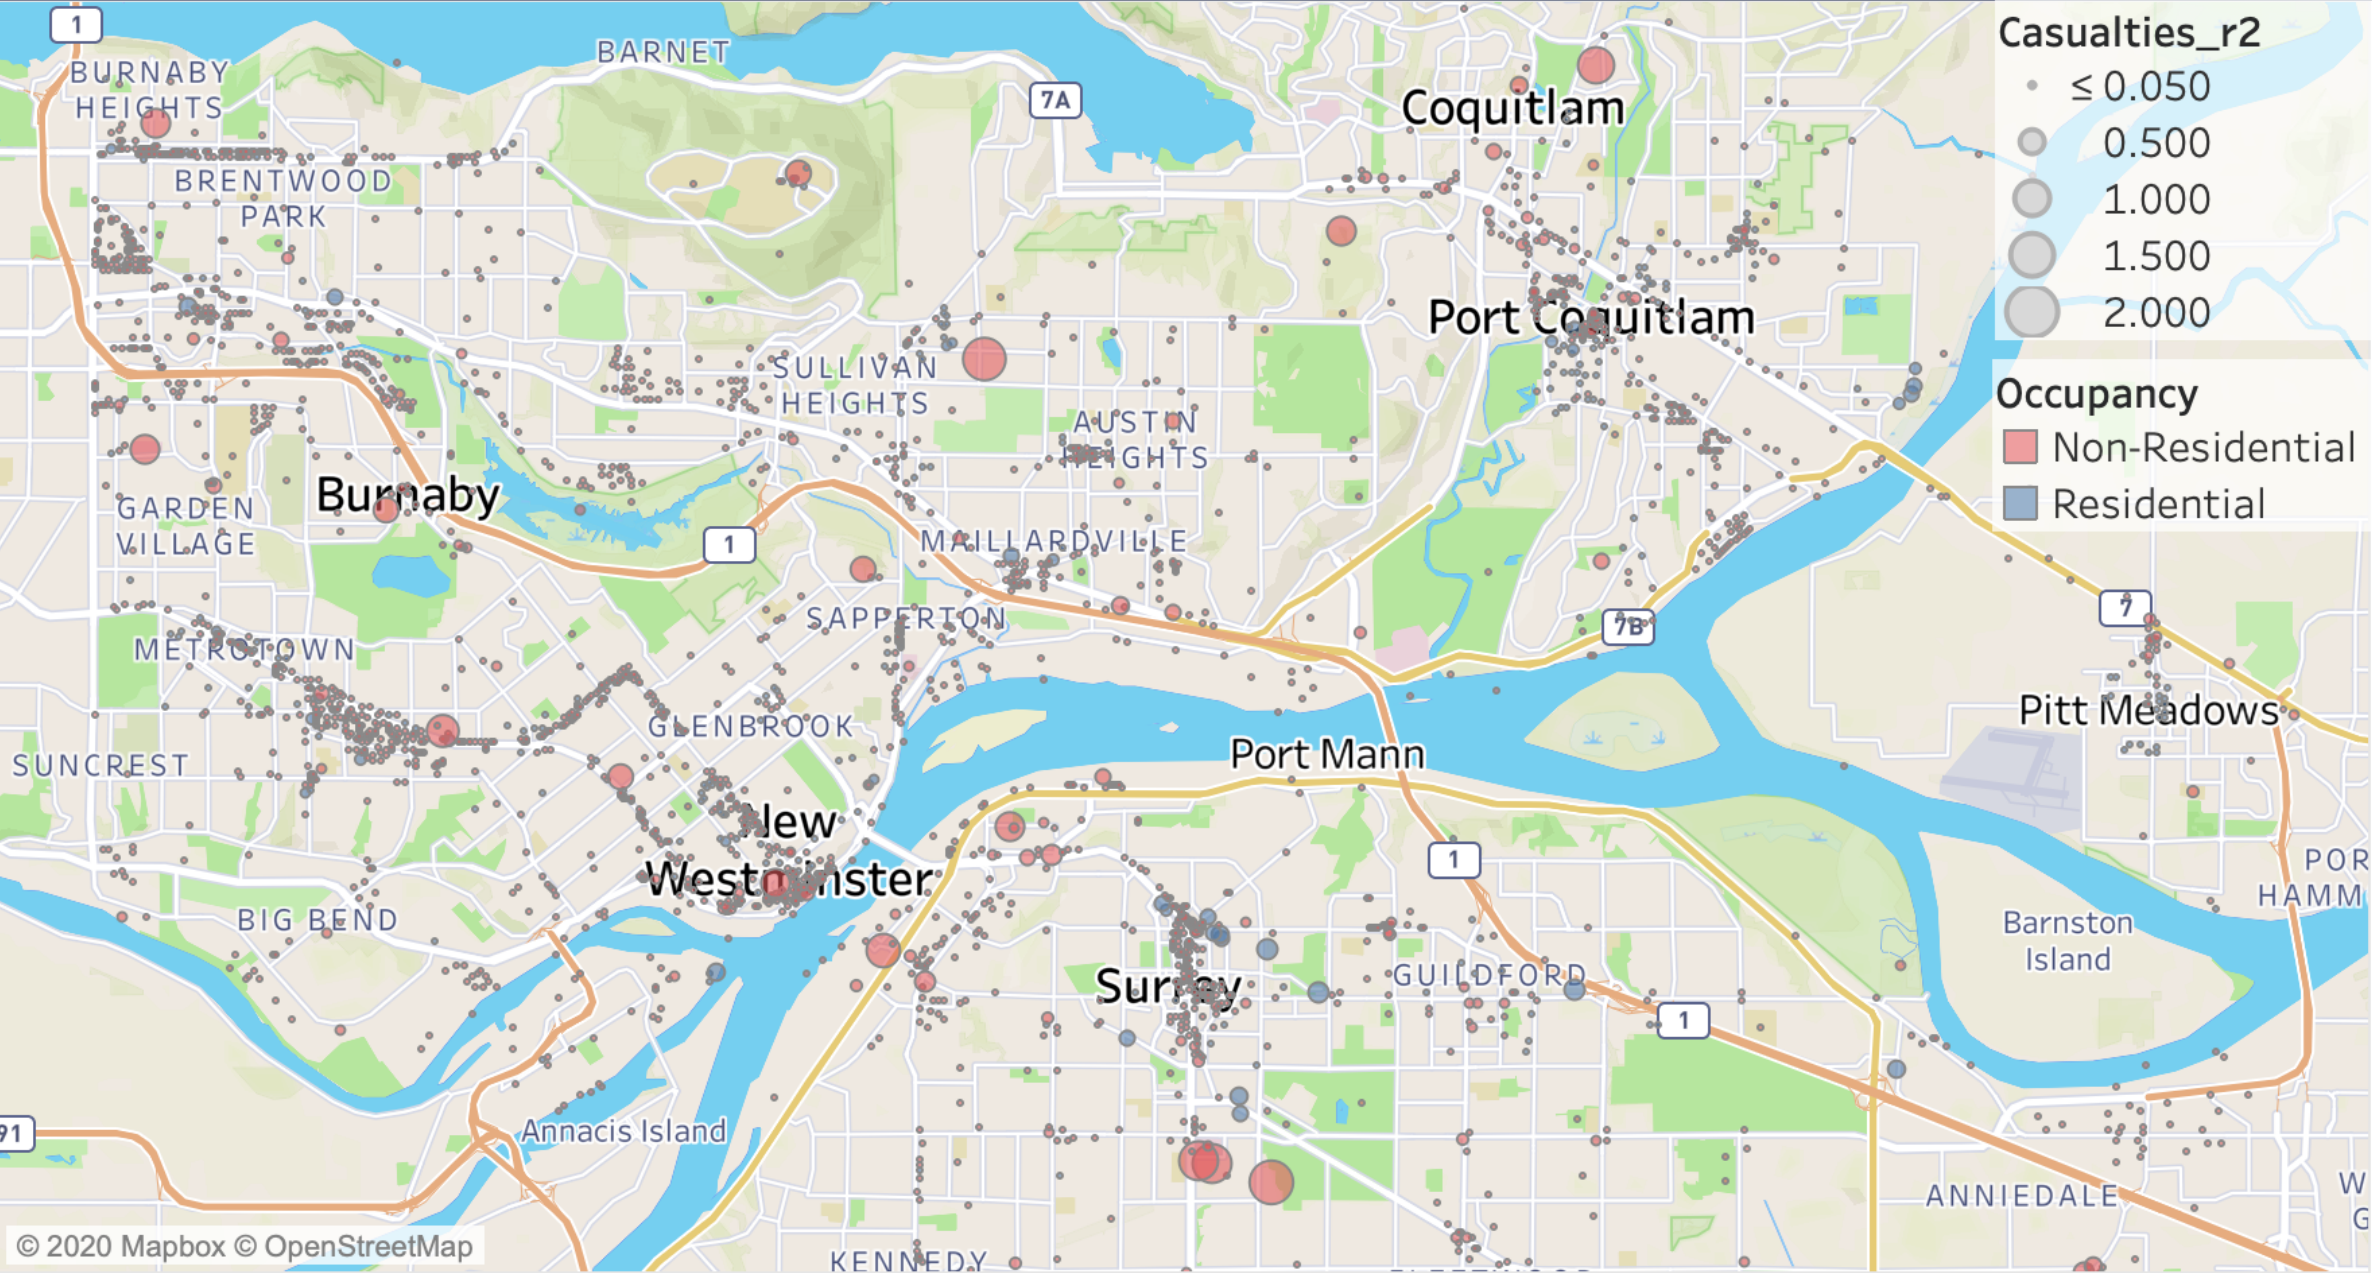 1
BARNET
BURNABY
HEIGHTS
7A
Coquitlam
BRENTWOOD
PARK
Port Coquitlam
SULLIVAN
HEIGHTS
AUSTIN
HEIGHTS
Burnaby
GARDEN
VILLAGE
1
MAILLARDVILLE
SAPPERTON
7B
7
METROTOWN
GLENBROOK
Pitt Meadows
SUNCREST
Port Mann
New
Westminster
1
POR
HAMM
BIG BEND
Barnston
Island
Surrey
GUILDFORD
1
91
Annacis Island
ANNIEDALE
W
G
KENNEDY
© 2020 Mapbox © OpenStreetMap
Casualties_r2
≤ 0.050
0.500
1.000
1.500
2.000
Occupancy
Non-Residential
Residential